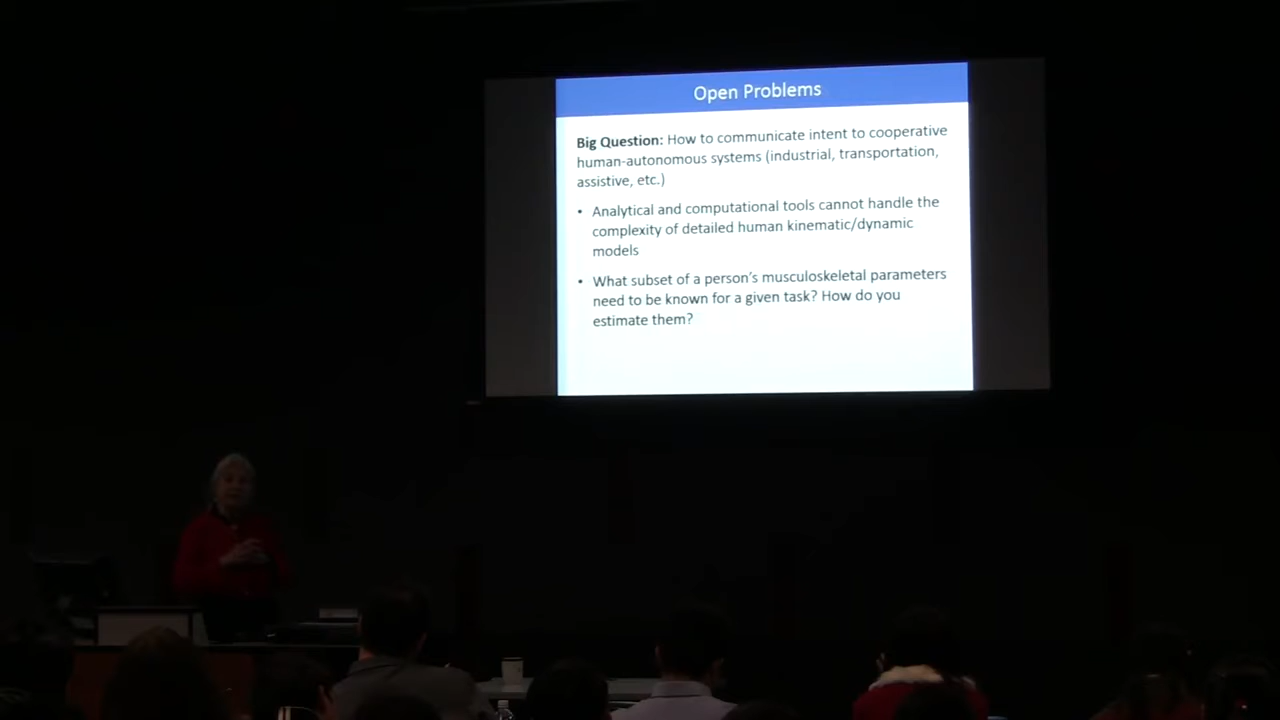 Open Problems
Big Question: How to communicate intent to cooperative
human-autonomous systems (industrial, transportation,
assistive, etc.)
• Analytical and computational tools cannot handle the
complexity of detailed human kinematic/dynamic
models
• What subset of a person's musculoskeletal parameters
need to be known for a given task? How do you
estimate them?